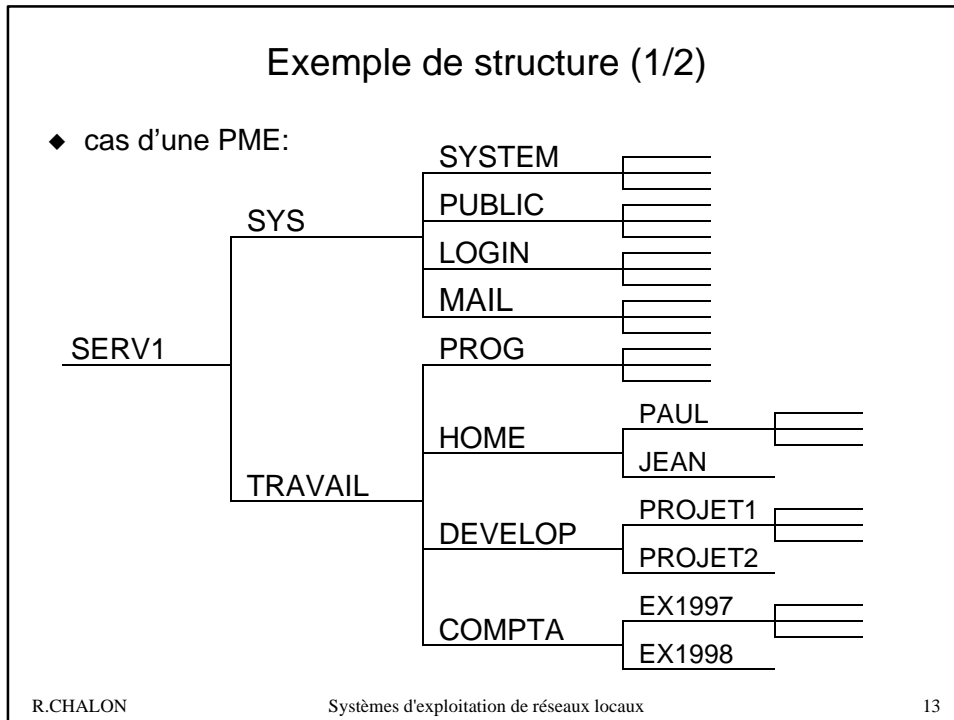 Exemple de structure (1/2)
◆ cas d'une PME:
SYSTEM
PUBLIC
SYS
LOGIN
MAIL
SERV1
PROG
PAUL
HOME
JEAN
TRAVAIL
PROJET1
DEVELOP
PROJET2
EX1997
COMPTA
EX1998
R.CHALON Systèmes d'exploitation de réseaux locaux 13